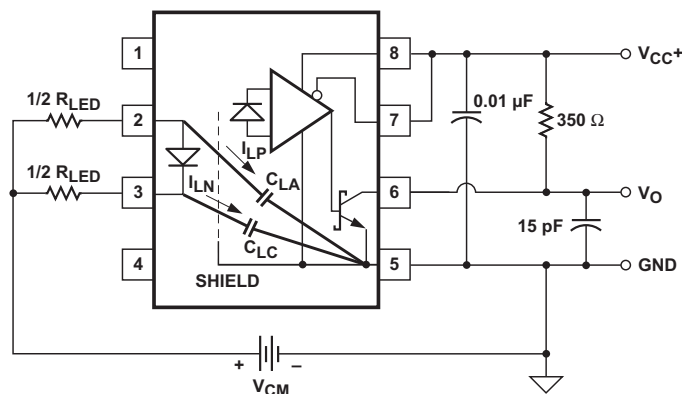 1
8
V_CC+
1/2 R_LED
0.01 µF
350 Ω
2
7
I_LP
1/2 R_LED
I_LN
C_LA
3
6
V_O
C_LC
15 pF
4
SHIELD
5
GND
+
–
V_CM